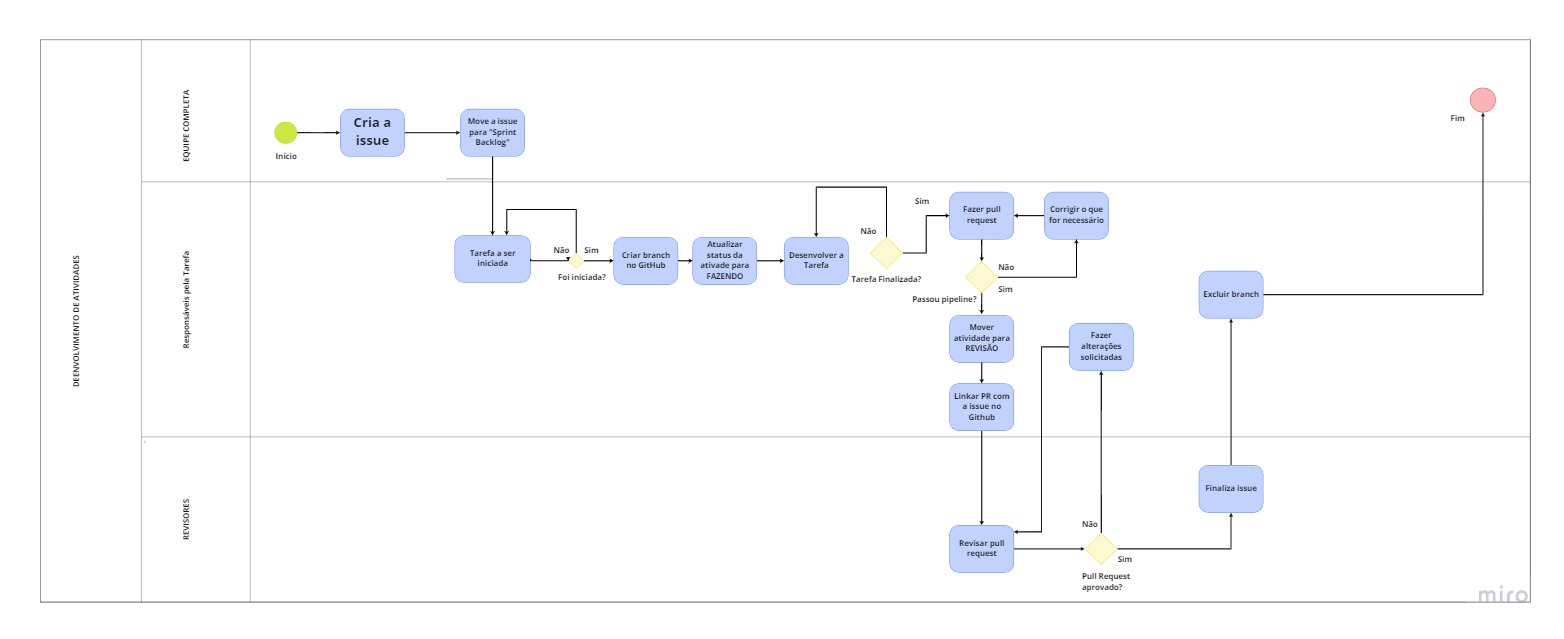 DEENVOLVIMENTO DE ATIVIDADES
EQUIPE COMPLETA
Início
Cria a
issue
Move a issue
para "Sprint
Backlog"
Fim
Responsáveis pela Tarefa
Tarefa a ser
iniciada
Não
Sim
Foi iniciada?
Criar branch
no GitHub
Atualizar
status da
ativade para
FAZENDO
Desenvolver a
Tarefa
Não
Sim
Tarefa Finalizada?
Fazer pull
request
Corrigir o que
for necessário
Não
Sim
Passou pipeline?
Mover
atividade para
REVISÃO
Linkar PR com
a issue no
Github
Fazer
alterações
solicitadas
Excluir branch
REVISORES
Revisar pull
request
Não
Sim
Pull Request
aprovado?
Finaliza issue
miro